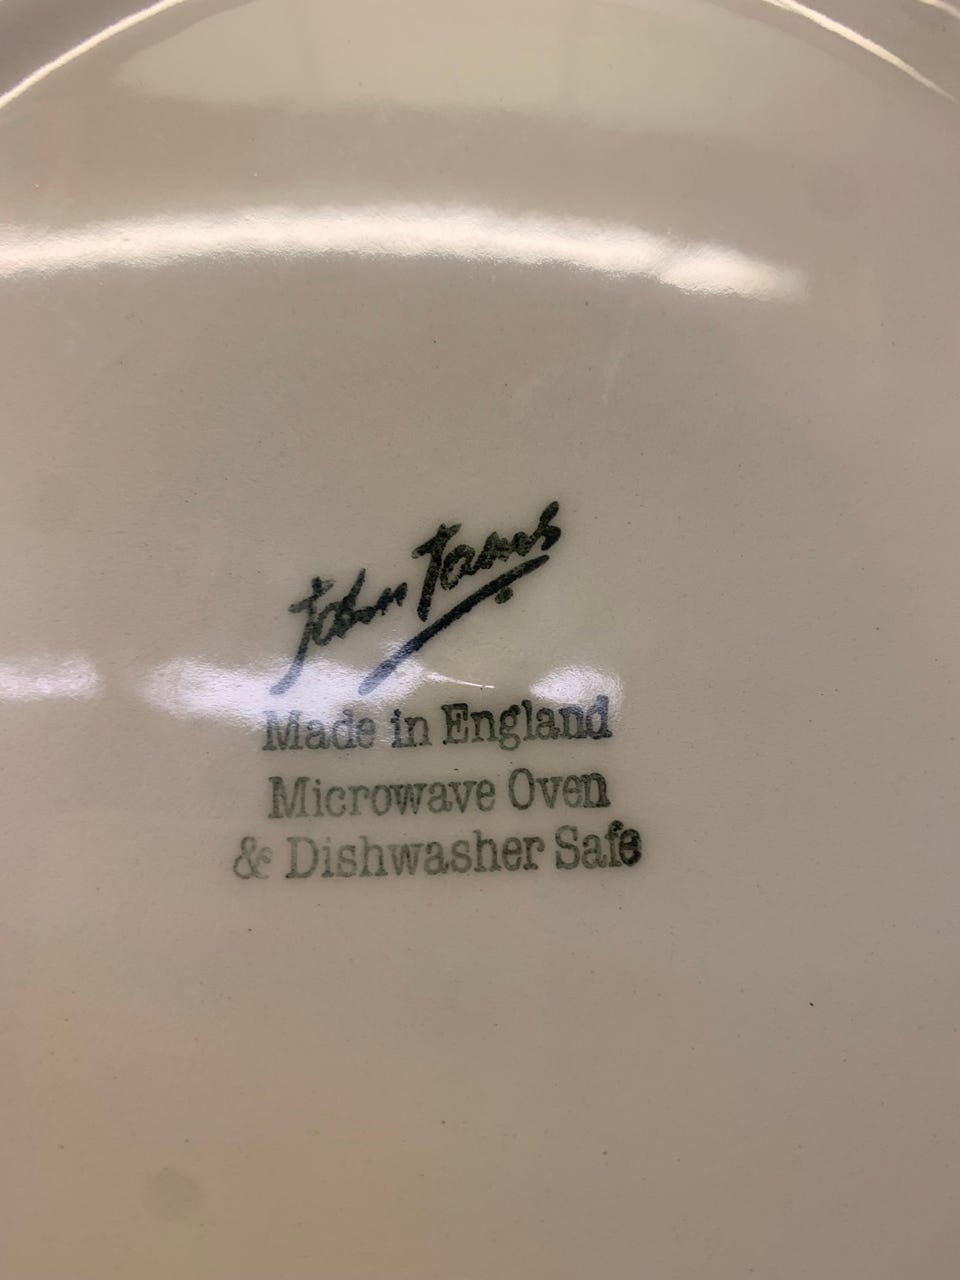 John Tams
Made in England
Microwave Oven
& Dishwasher Safe